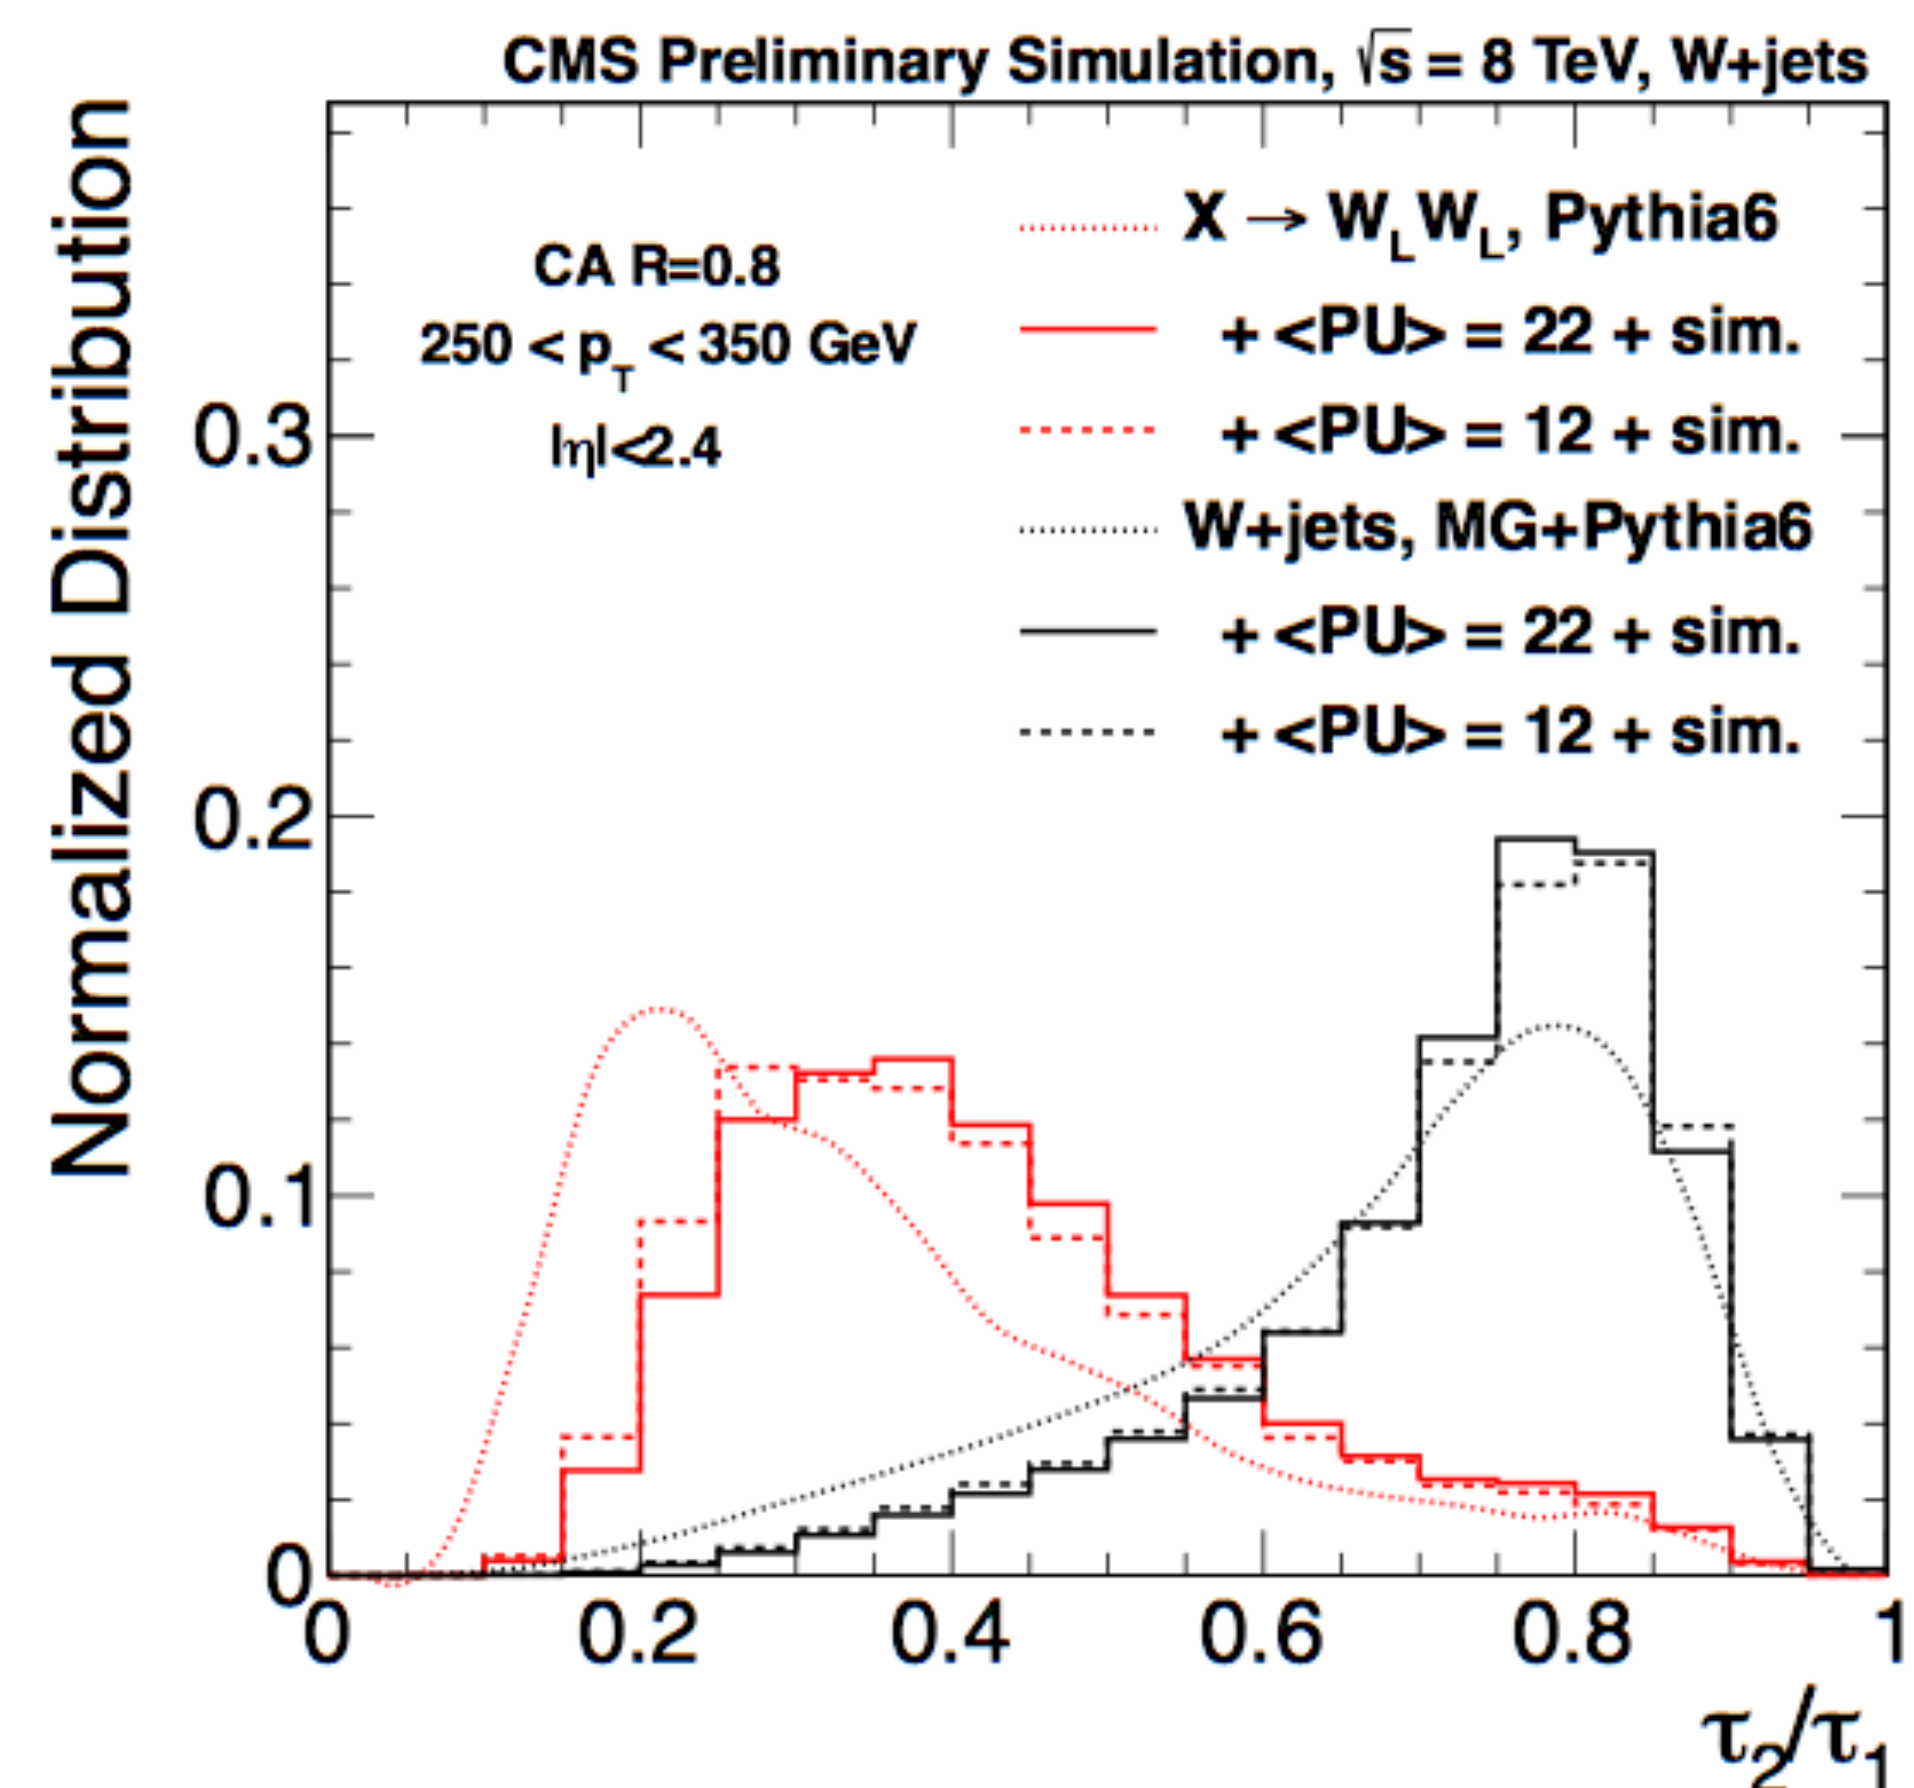 CMS Preliminary Simulation, √s = 8 TeV, W+jets
Normalized Distribution
CA R=0.8
250 < pT < 350 GeV
|η|<2.4
X → WLWL, Pythia6
+ <PU> = 22 + sim.
+ <PU> = 12 + sim.
W+jets, MG+Pythia6
+ <PU> = 22 + sim.
+ <PU> = 12 + sim.
0.3
0.2
0.1
0
0 0.2 0.4 0.6 0.8 1
τ2/τ1